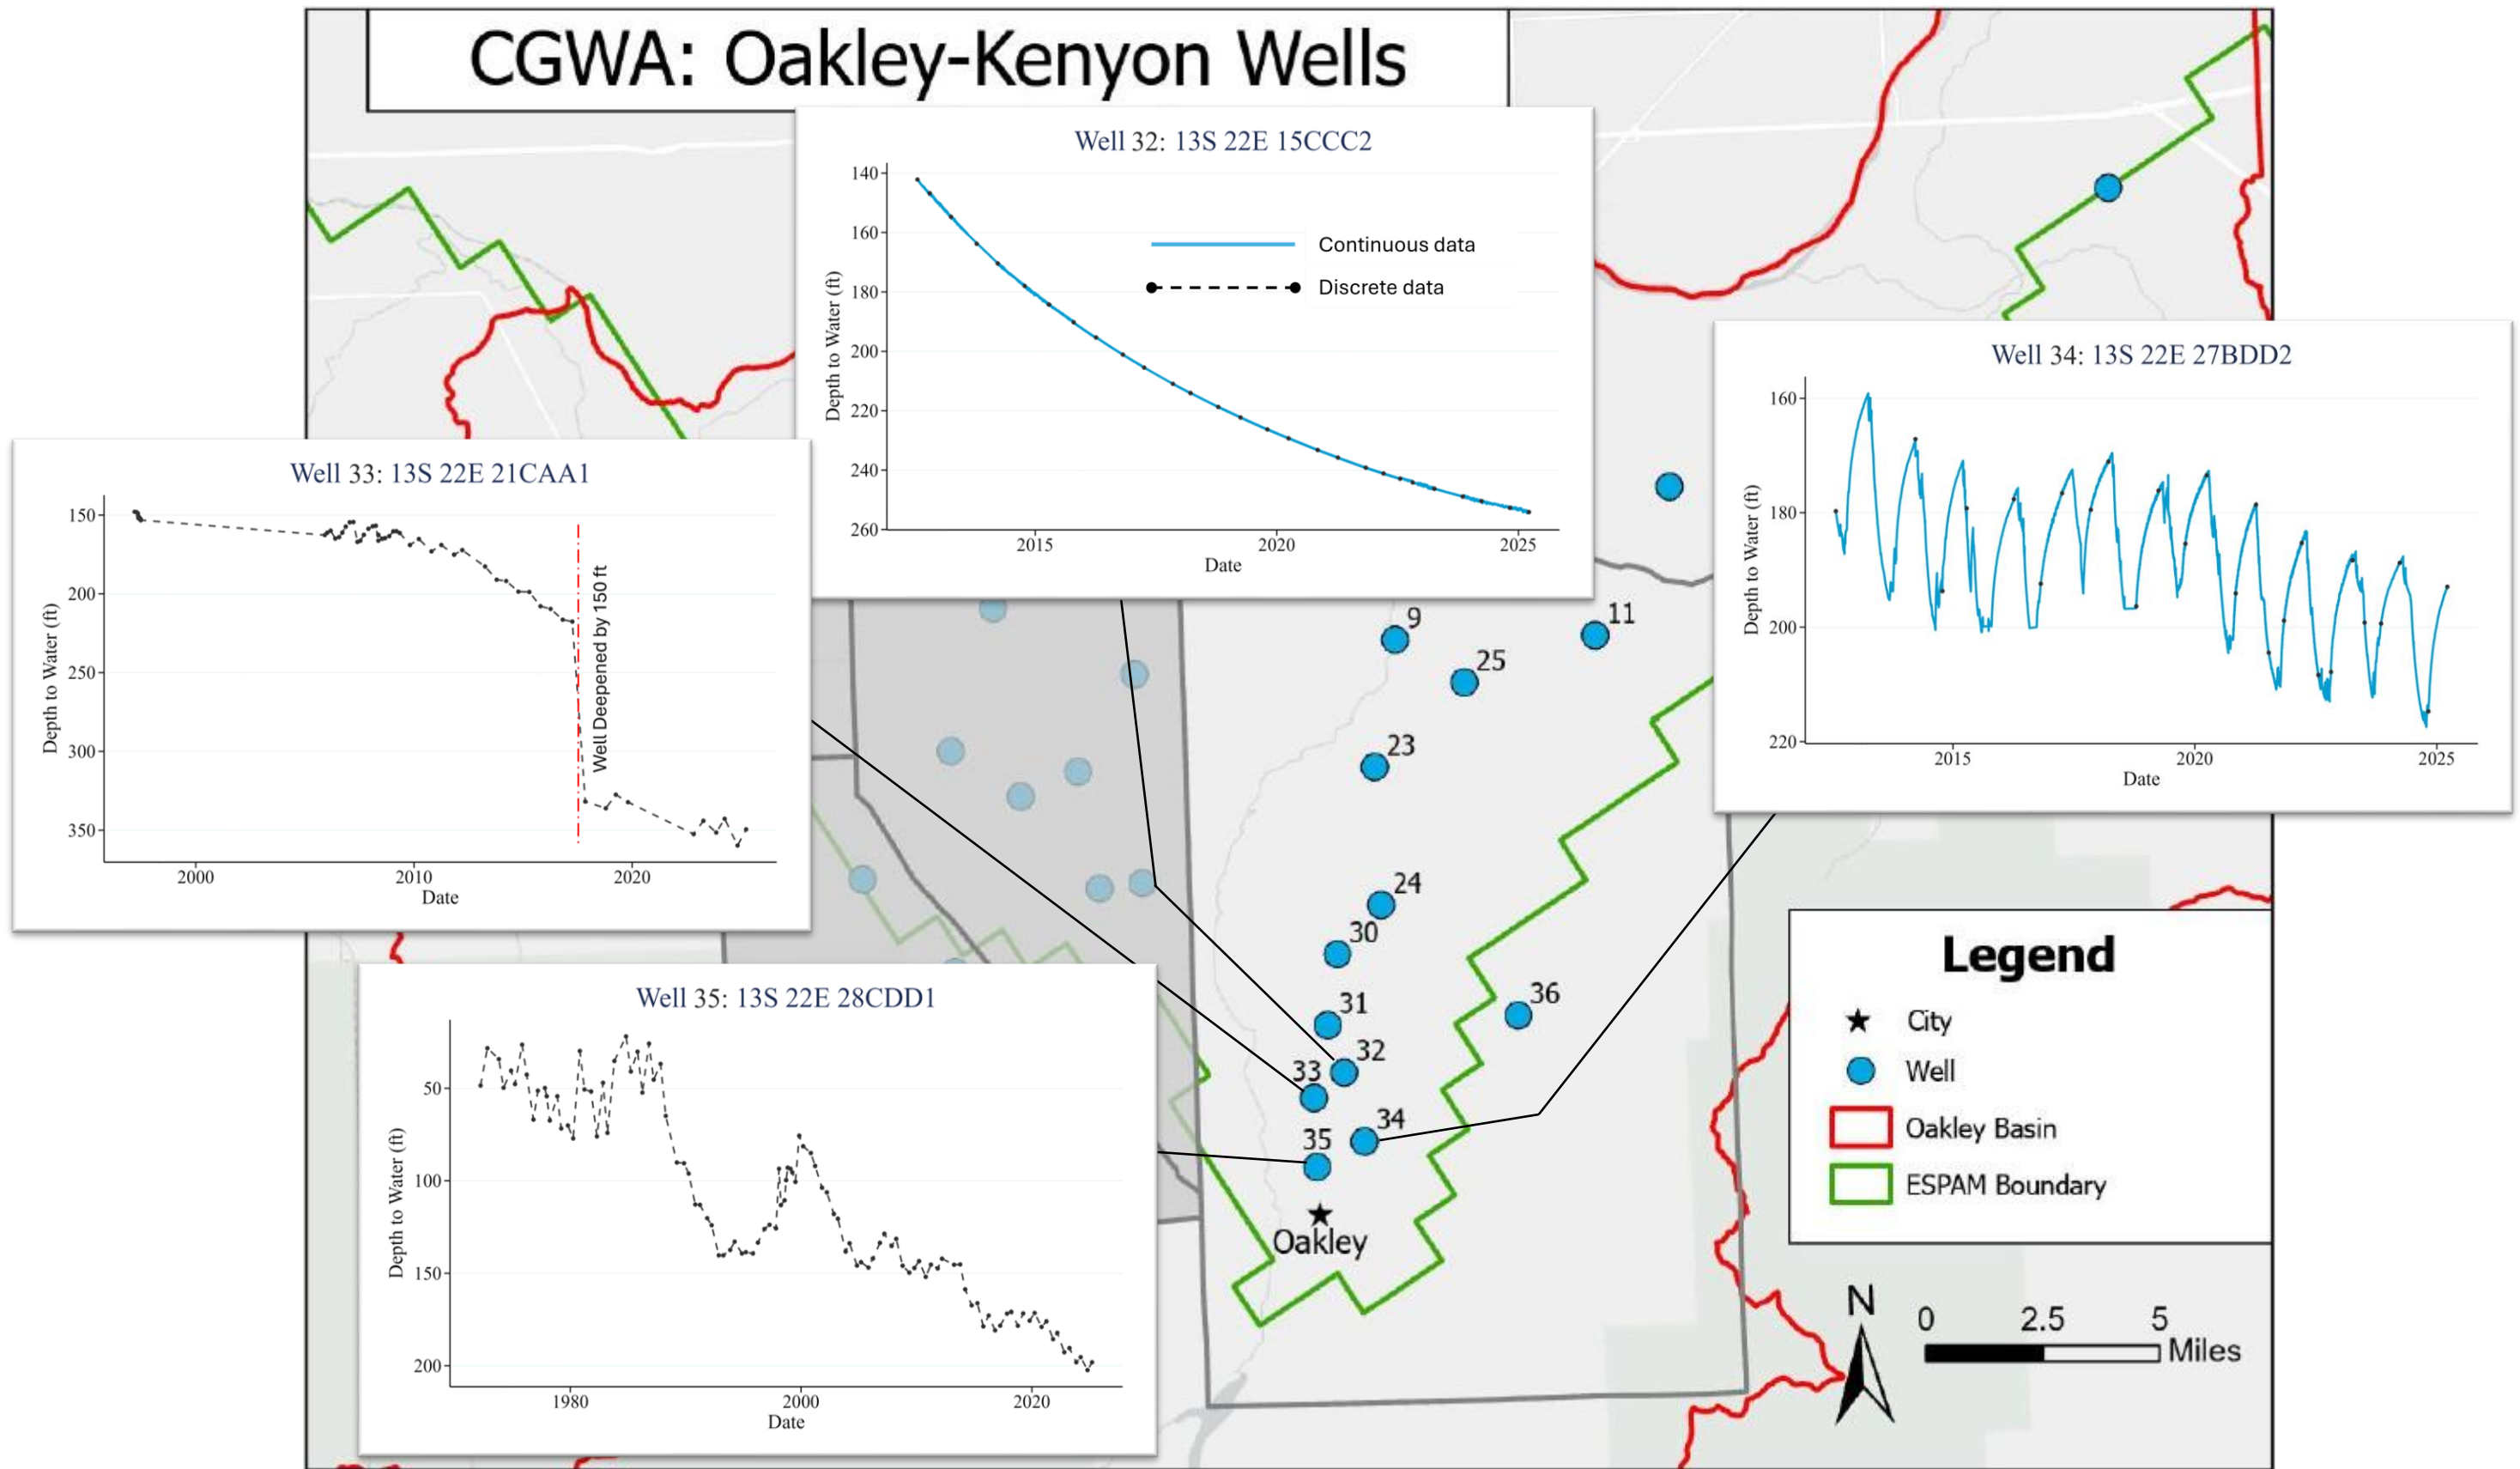 CGWA: Oakley-Kenyon Wells
Well 32: 13S 22E 15CCC2
Depth to Water (ft)
140
160
180
200
220
240
260
2015
2020
2025
Date
Continuous data
Discrete data
Well 34: 13S 22E 27BDD2
Depth to Water (ft)
160
180
200
220
2015
2020
2025
Date
Well 33: 13S 22E 21CAA1
Depth to Water (ft)
150
200
250
300
350
Well Deepened by 150 ft
2000
2010
2020
Date
Well 35: 13S 22E 28CDD1
Depth to Water (ft)
50
100
150
200
1980
2000
2020
Date
9
11
25
23
24
30
31
36
32
33
34
35
Oakley
Legend
City
Well
Oakley Basin
ESPAM Boundary
N
0
2.5
5
Miles